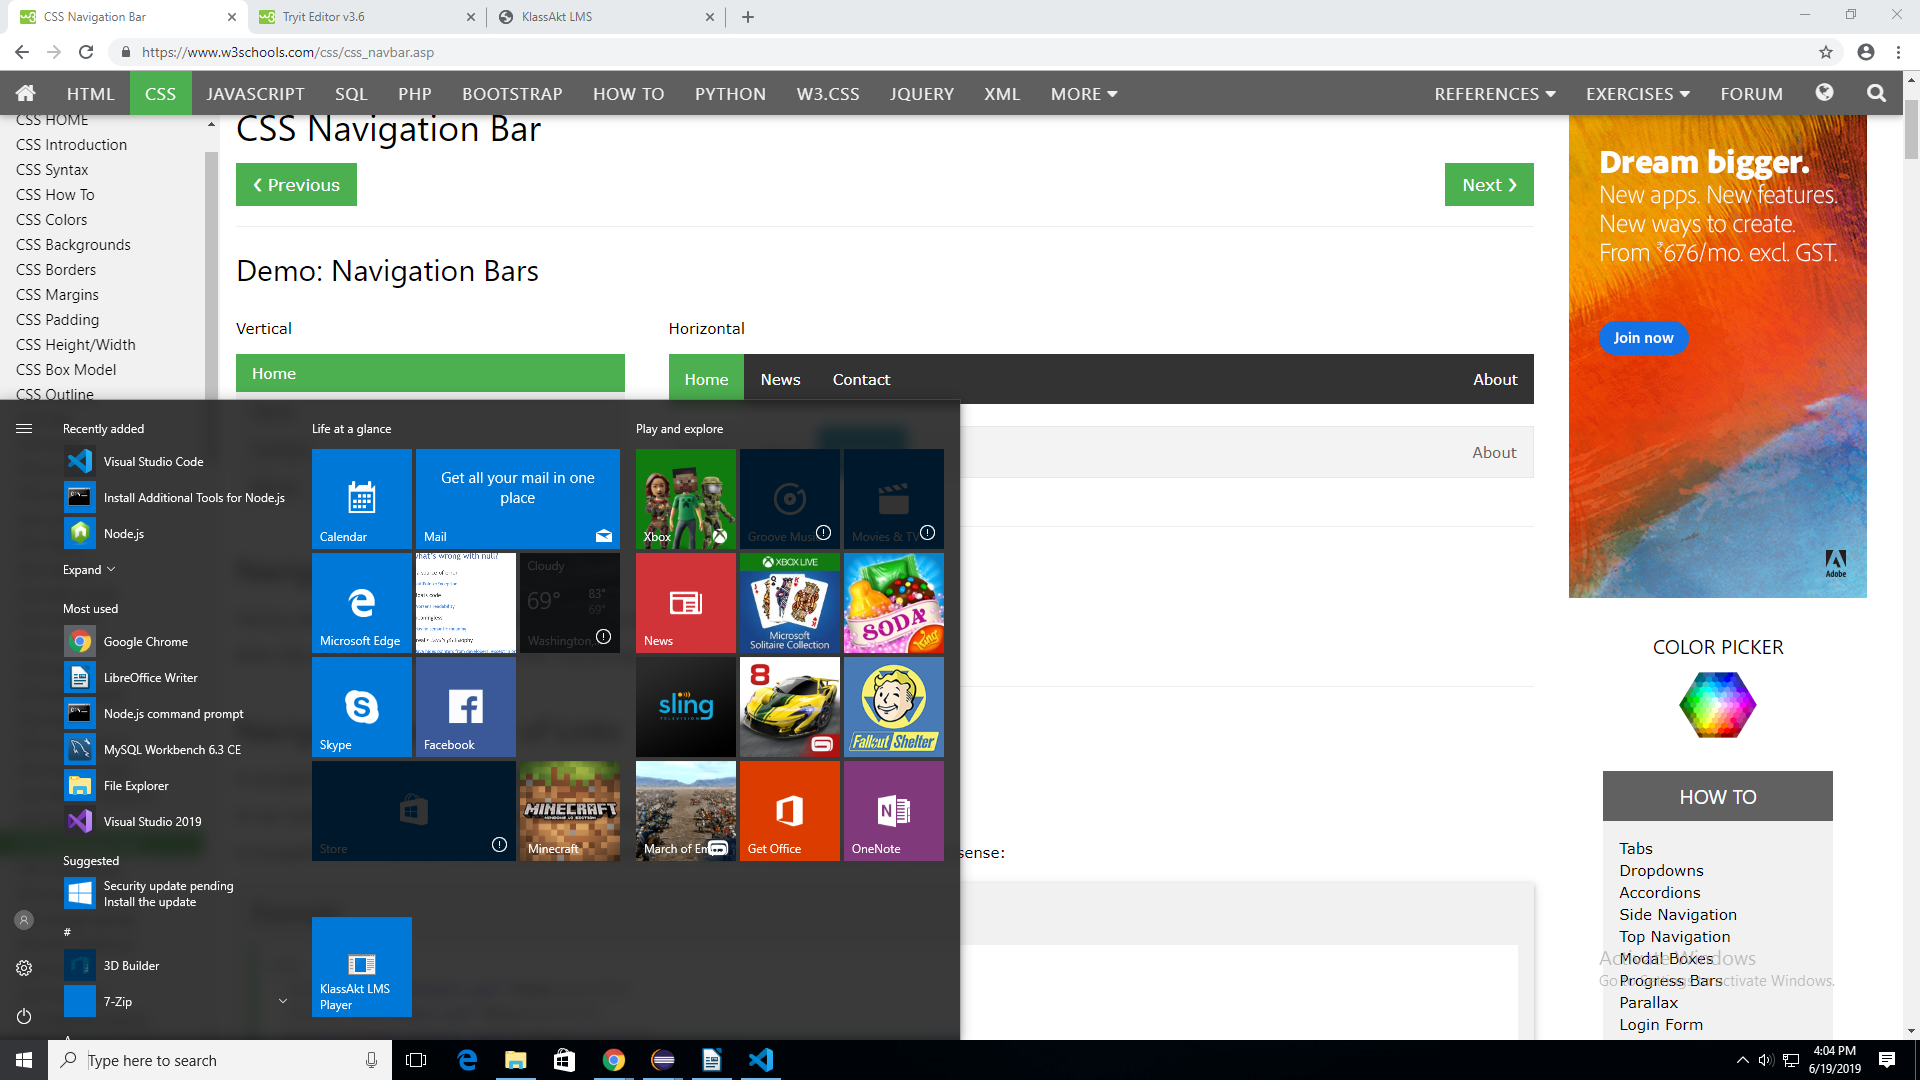 CSS Navigation Bar
Tryit Editor v3.6
KlassAkt LMS
https://www.w3schools.com/css/css_navbar.asp
HTML CSS JAVASCRIPT SQL PHP BOOTSTRAP HOW TO PYTHON W3.CSS JQUERY XML MORE REFERENCES EXERCISES FORUM
CSS HOME
CSS Introduction
CSS Syntax
CSS How To
CSS Colors
CSS Backgrounds
CSS Borders
CSS Margins
CSS Padding
CSS Height/Width
CSS Box Model
CSS Outline
CSS Navigation Bar
❮ Previous
Next ❯
Demo: Navigation Bars
Vertical
Horizontal
Home
Home News Contact About
About
sense:
Dream bigger.
New apps. New features.
New ways to create.
From ₹676/mo. excl. GST.
Join now
Adobe
COLOR PICKER
HOW TO
Tabs
Dropdowns
Accordions
Side Navigation
Top Navigation
Modal Boxes
Progress Bars
Parallax
Login Form
Activate Windows
Go to Settings to activate Windows.
Recently added
Visual Studio Code
Install Additional Tools for Node.js
Node.js
Expand
Most used
Google Chrome
LibreOffice Writer
Node.js command prompt
MySQL Workbench 6.3 CE
File Explorer
Visual Studio 2019
Suggested
Security update pending
Install the update
#
3D Builder
7-Zip
Life at a glance
Calendar
Get all your mail in one
place
Mail
Microsoft Edge
what's wrong with null?
Cloudy
69°
83°
69°
Washington,
Skype
Facebook
Store
MINECRAFT
WINDOWS 10 EDITION
Minecraft
KlassAkt LMS
Player
Play and explore
Xbox
Groove Music
Movies & TV
News
XBOX LIVE
Microsoft
Solitaire Collection
SODA
King
sling
TELEVISION
8
Fallout Shelter
March of Em
Get Office
OneNote
Type here to search
4:04 PM
6/19/2019